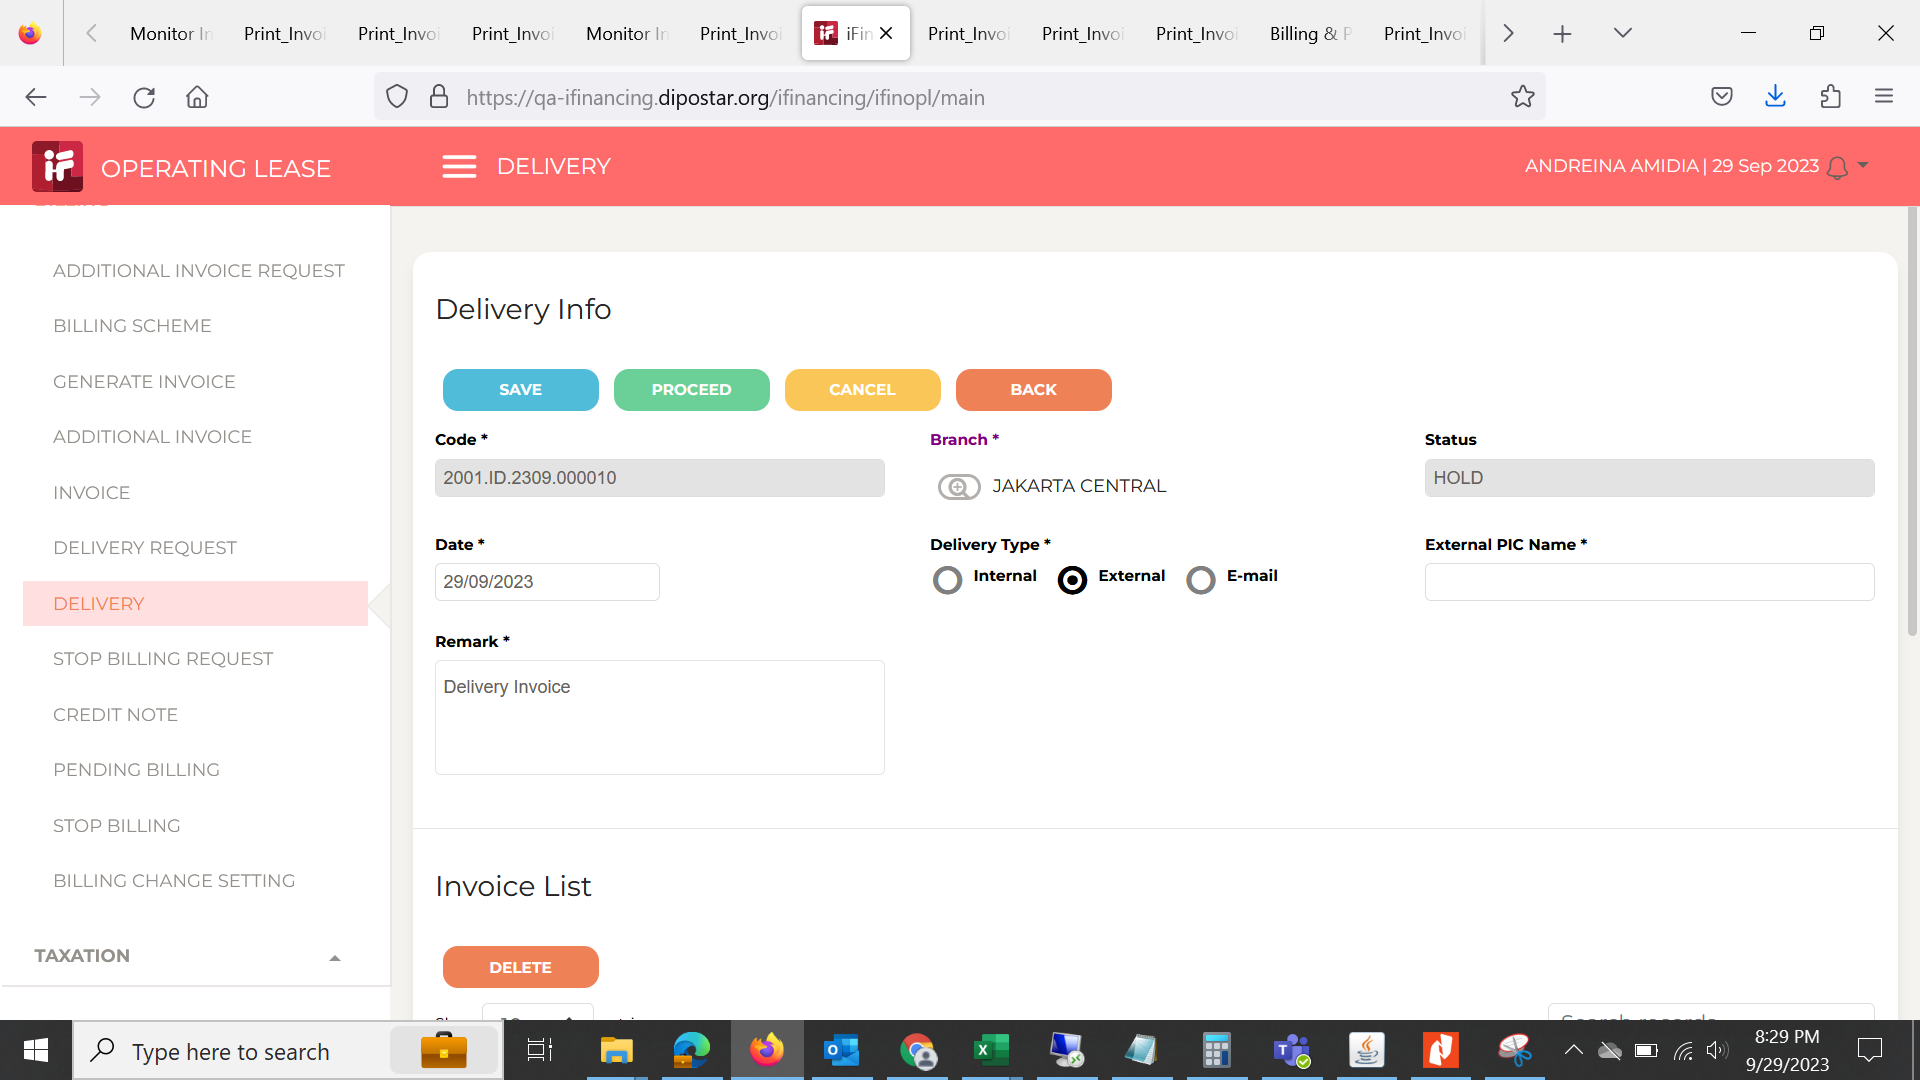 Monitor In
Print_Invoi
Print_Invoi
Print_Invoi
Monitor In
Print_Invoi
iFin
Print_Invoi
Print_Invoi
Print_Invoi
Billing & P
Print_Invoi
https://qa-ifinancing.dipostar.org/ifinancing/ifinopl/main
iF OPERATING LEASE
DELIVERY
ANDREINA AMIDIA | 29 Sep 2023
ADDITIONAL INVOICE REQUEST
BILLING SCHEME
GENERATE INVOICE
ADDITIONAL INVOICE
INVOICE
DELIVERY REQUEST
DELIVERY
STOP BILLING REQUEST
CREDIT NOTE
PENDING BILLING
STOP BILLING
BILLING CHANGE SETTING
TAXATION
Delivery Info
SAVE PROCEED CANCEL BACK
Code * Branch * Status
2001.ID.2309.000010 JAKARTA CENTRAL HOLD
Date * Delivery Type * External PIC Name *
29/09/2023 Internal External E-mail
Remark *
Delivery Invoice
Invoice List
DELETE
Search records
Type here to search
8:29 PM
9/29/2023